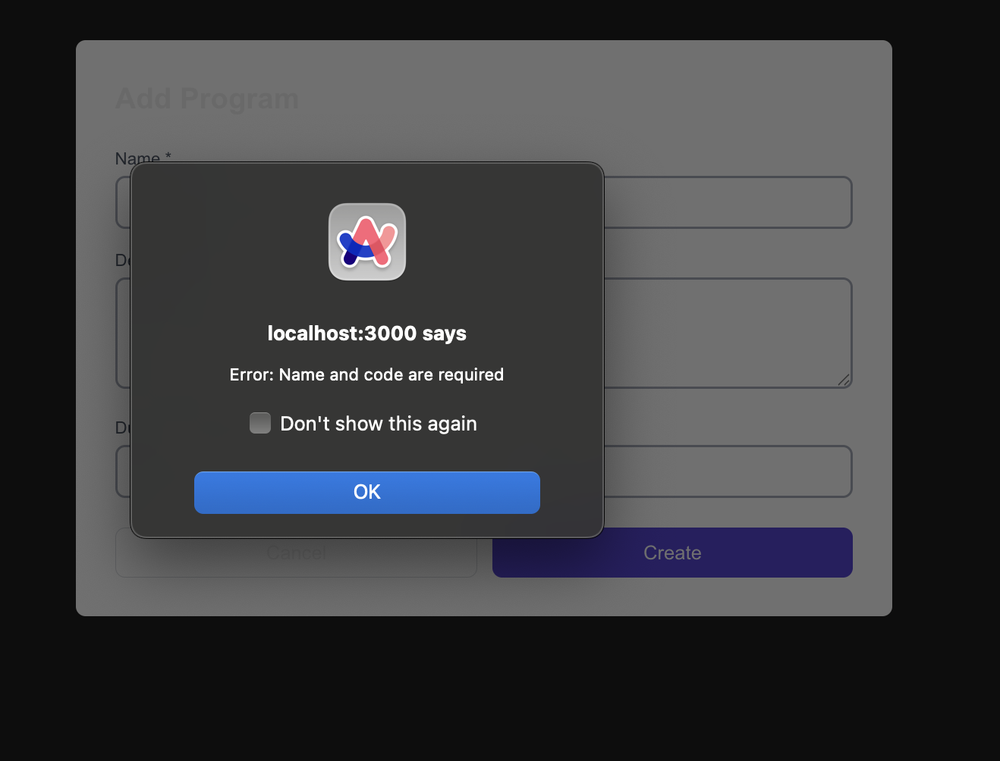 Add Program
Name *
localhost:3000 says
Error: Name and code are required
Don't show this again
OK
Cancel
Create